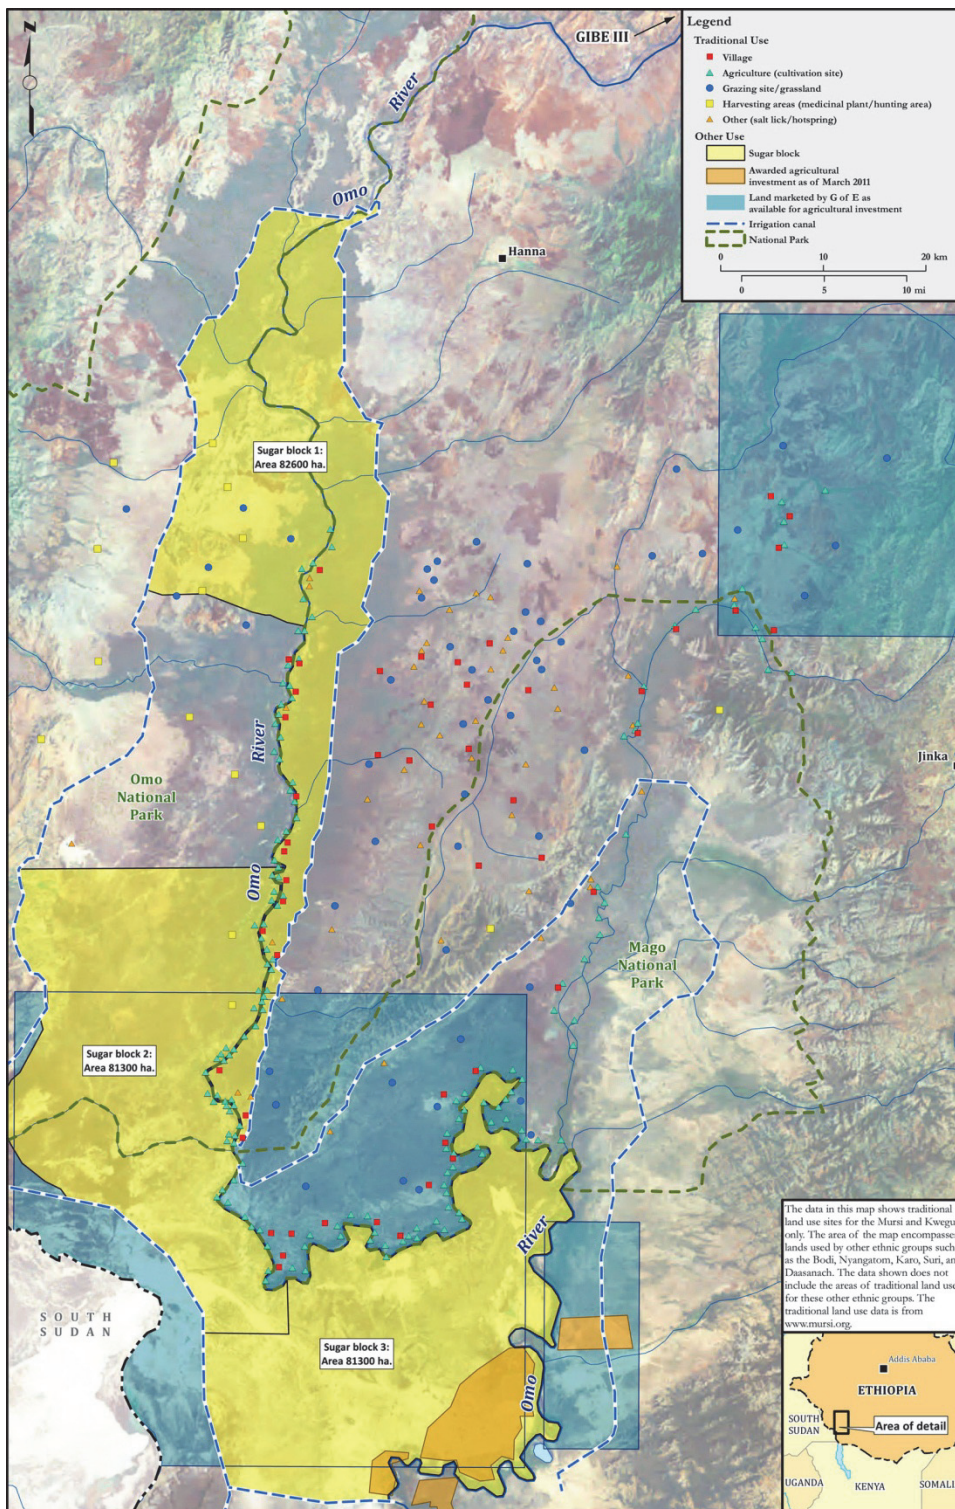 N
GIBE III
River
Omo
Hanna
Legend
Traditional Use
Village
Agriculture (cultivation site)
Grazing site/grassland
Harvesting areas (medicinal plant/hunting area)
Other (salt lick/hotspring)
Other Use
Sugar block
Awarded agricultural
investment as of March 2011
Land marketed by G of E as
available for agricultural investment
Irrigation canal
National Park
0 10 20 km
0 5 10 mi
Sugar block 1:
Area 82600 ha.
River
Omo
National
Park
Jinka
Omo
Mago
National
Park
Sugar block 2:
Area 81300 ha.
River
SOUTH
SUDAN
Sugar block 3:
Area 81300 ha.
Omo
The data in this map shows traditional
land use sites for the Mursi and Kwegu
only. The area of the map encompasses
lands used by other ethnic groups such
as the Bodi, Nyangatom, Karo, Suri, an
Daasanach. The data shown does not
include the areas of traditional land use
for these other ethnic groups. The
traditional land use data is from
www.mursi.org.
Addis Ababa
ETHIOPIA
SOUTH
SUDAN
Area of detail
UGANDA
KENYA
SOMAL